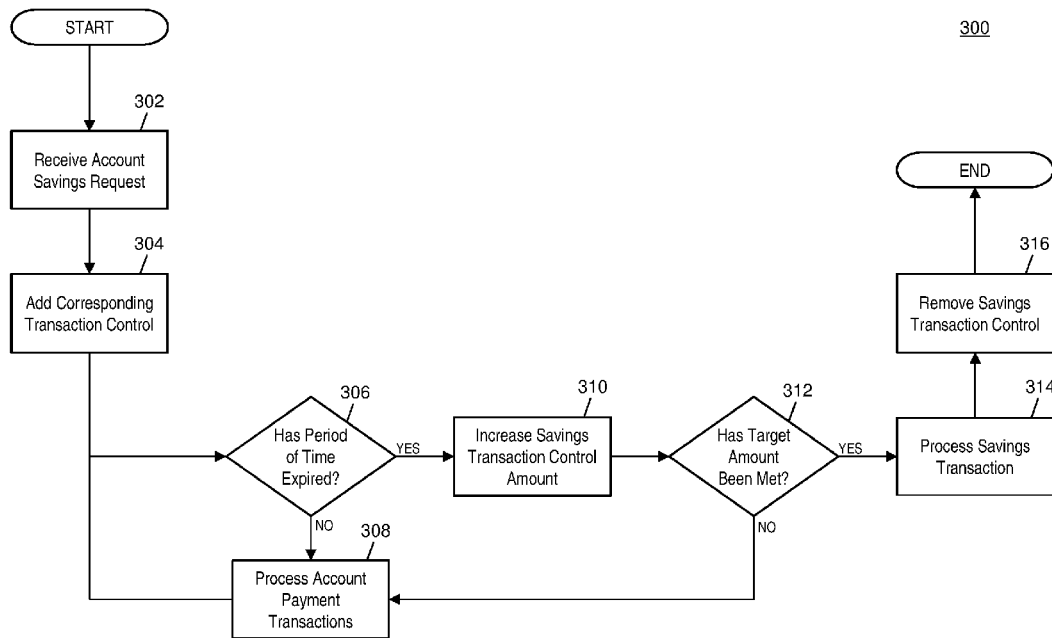 START
300
302
Receive Account
Savings Request
END
304
Add Corresponding
Transaction Control
316
Remove Savings
Transaction Control
306
Has Period
of Time
Expired?
YES
310
Increase Savings
Transaction Control
Amount
312
Has Target
Amount
Been Met?
YES
314
Process Savings
Transaction
NO
NO
308
Process Account
Payment
Transactions